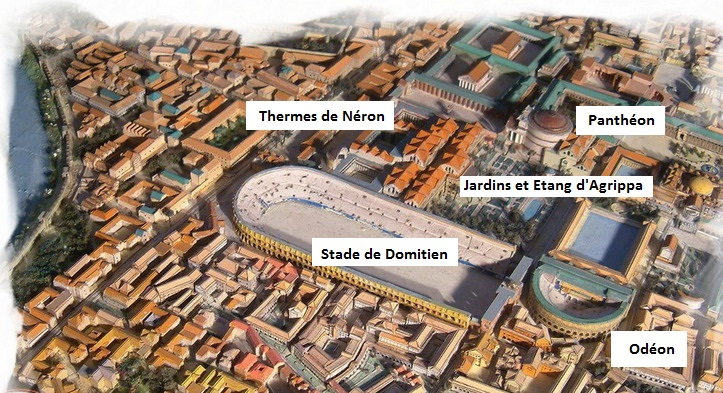 Thermes de Néron
Panthéon
Jardins et Etang d'Agrippa
Stade de Domitien
Odéon